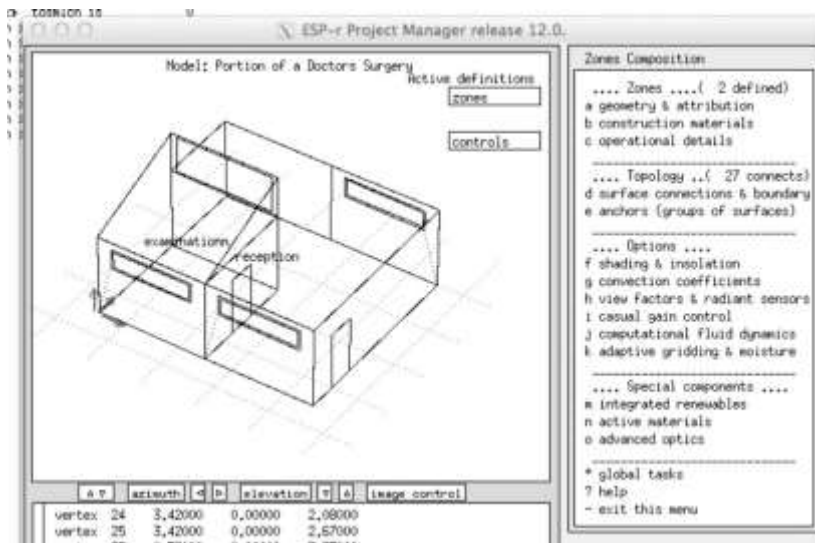 ESP-r Project Manager release 12.0.
Model: Portion of a Doctors Surgery
Active definitions
zones
controls
reception
azimuth
elevation
image control
vertex 24 3,42000 0,00000 2,08000
vertex 25 3,42000 0,00000 2,67000
Zones Composition
.... Zones ....( 2 defined)
a geometry & attribution
b construction materials
c operational details
.... Topology ..( 27 connects)
d surface connections & boundary
e anchors (groups of surfaces)
.... Options ....
f shading & insolation
g convection coefficients
h view factors & radiant sensors
i casual gain control
j computational fluid dynamics
k adaptive gridding & moisture
.... Special components ....
m integrated renewables
n active materials
o advanced optics
* global tasks
? help
- exit this menu